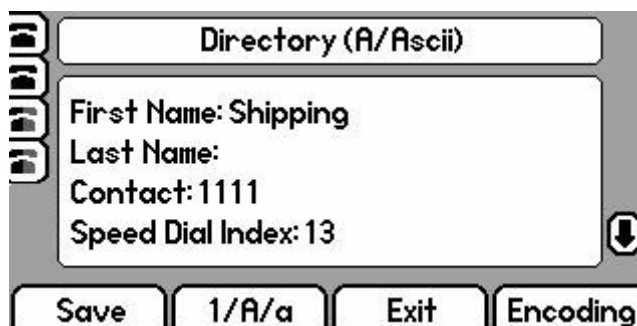 Directory (A/Ascii)
First Name: Shipping
Last Name:
Contact: 1111
Speed Dial Index: 13
Save 1/A/a Exit Encoding